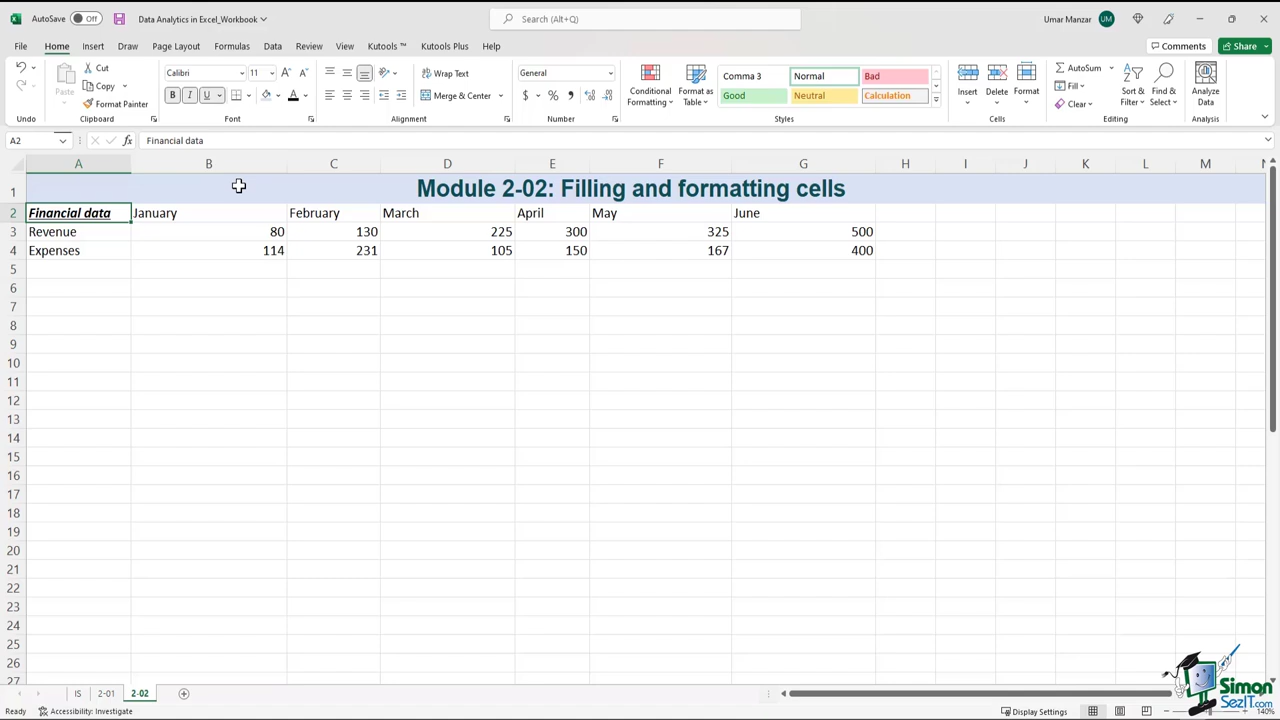 AutoSave Off Data Analytics in Excel_Workbook Search (Alt+Q) Umar Manzar UM
File Home Insert Draw Page Layout Formulas Data Review View Kutools ™ Kutools Plus Help Comments Share
Cut Calibri 11 Wrap Text General Comma 3 Normal Bad AutoSum
Paste Copy Conditional Format as Insert Delete Format Fill Sort & Find & Analyze
Format Painter B I U A Merge & Center $ % Formatting Table Good Neutral Calculation Clear Filter Select Data
Undo Clipboard Font Alignment Number Styles Cells Editing Analysis
A2 fx Financial data
A B C D E F G H I J K L M N
1 Module 2-02: Filling and formatting cells
2 Financial data January February March April May June
3 Revenue 80 130 225 300 325 500
4 Expenses 114 231 105 150 167 400
5
6
7
8
9
10
11
12
13
14
15
16
17
18
19
20
21
22
23
24
25
26
IS 2-01 2-02
Ready Accessibility: Investigate Display Settings 140%
Simon
SezIT.com